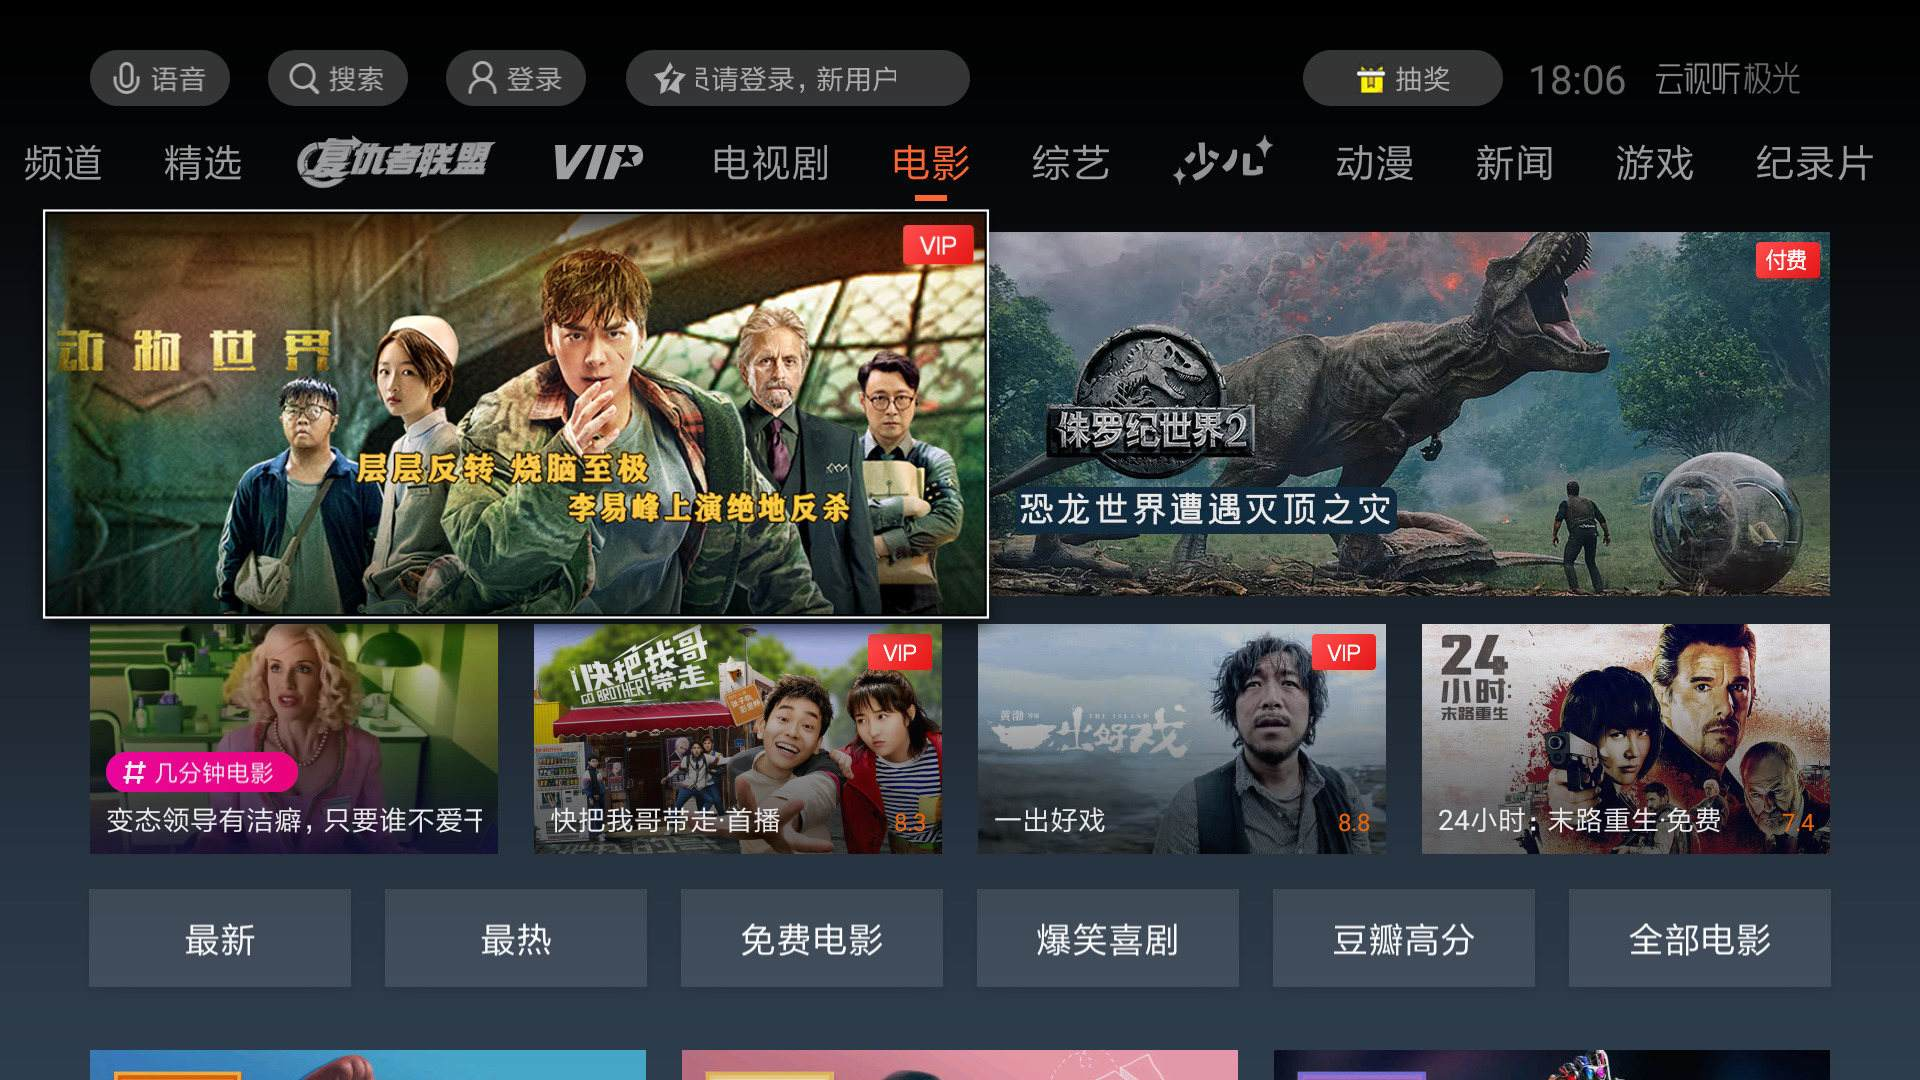 语音
搜索
登录
员请登录，新用户
抽奖
18:06
云视听极光
频道
精选
复仇者联盟
VIP
电视剧
电影
综艺
少儿
动漫
新闻
游戏
纪录片
VIP
动物世界
层层反转 烧脑至极
李易峰上演绝地反杀
付费
侏罗纪世界2
恐龙世界遭遇灭顶之灾
# 几分钟电影
变态领导有洁癖，只要谁不爱干
快把我哥带走
GO BROTHER!
VIP
快把我哥带走·首播
8.3
VIP
黄渤
THE ISLAND
一出好戏
一出好戏
8.8
24
小时:
末路重生
24小时：末路重生·免费
7.4
最新
最热
免费电影
爆笑喜剧
豆瓣高分
全部电影